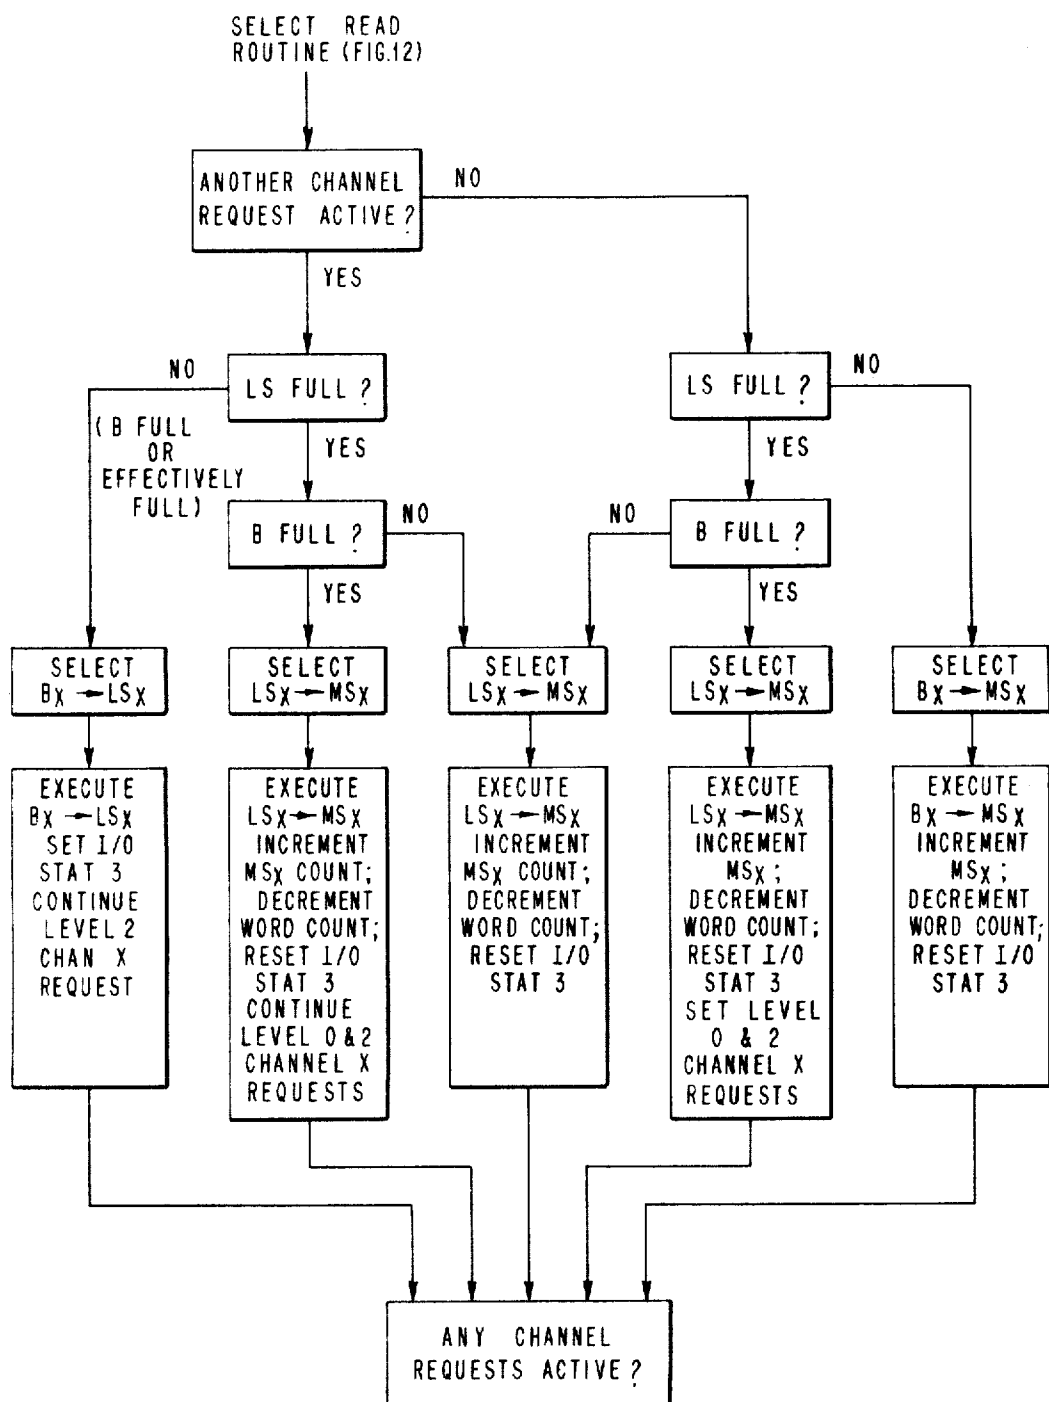 SELECT READ
ROUTINE (FIG.12)
ANOTHER CHANNEL
REQUEST ACTIVE?
NO
YES
LS FULL?
NO
(B FULL
OR
EFFECTIVELY
FULL)
YES
LS FULL?
NO
YES
B FULL?
NO
YES
B FULL?
NO
YES
SELECT
BX→LSX
SELECT
LSX→MSX
SELECT
LSX→MSX
SELECT
LSX→MSX
SELECT
BX→MSX
EXECUTE
BX→LSX
SET I/O
STAT 3
CONTINUE
LEVEL 2
CHAN X
REQUEST
EXECUTE
LSX→MSX
INCREMENT
MSX COUNT;
DECREMENT
WORD COUNT;
RESET I/O
STAT 3
CONTINUE
LEVEL 0&2
CHANNEL X
REQUESTS
EXECUTE
LSX→MSX
INCREMENT
MSX COUNT;
DECREMENT
WORD COUNT;
RESET I/O
STAT 3
EXECUTE
LSX→MSX
INCREMENT
MSX;
DECREMENT
WORD COUNT;
RESET I/O
STAT 3
SET LEVEL
0 & 2
CHANNEL X
REQUESTS
EXECUTE
BX→MSX
INCREMENT
MSX;
DECREMENT
WORD COUNT;
RESET I/O
STAT 3
ANY CHANNEL
REQUESTS ACTIVE?